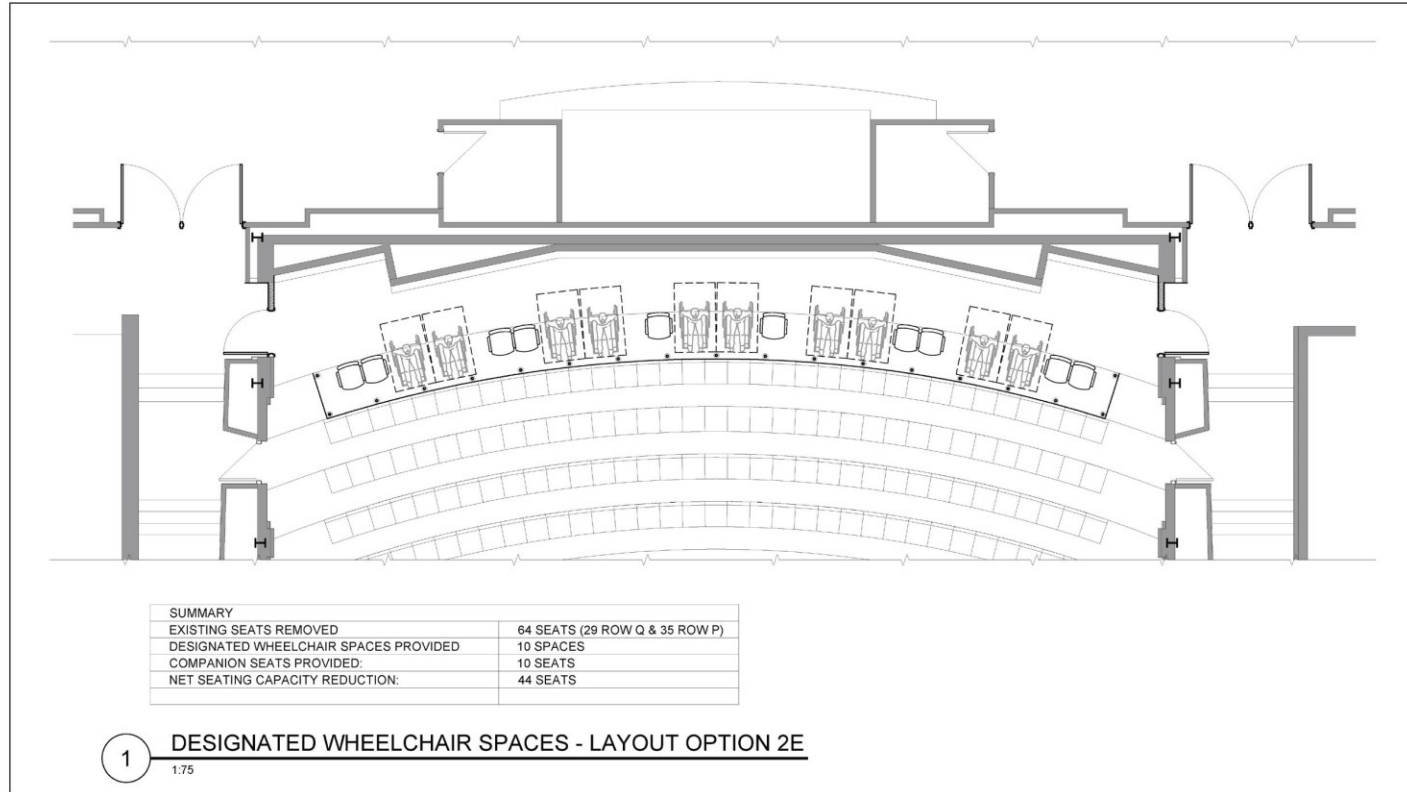 SUMMARY
EXISTING SEATS REMOVED 64 SEATS (29 ROW Q & 35 ROW P)
DESIGNATED WHEELCHAIR SPACES PROVIDED 10 SPACES
COMPANION SEATS PROVIDED: 10 SEATS
NET SEATING CAPACITY REDUCTION: 44 SEATS
1 DESIGNATED WHEELCHAIR SPACES - LAYOUT OPTION 2E
1:75